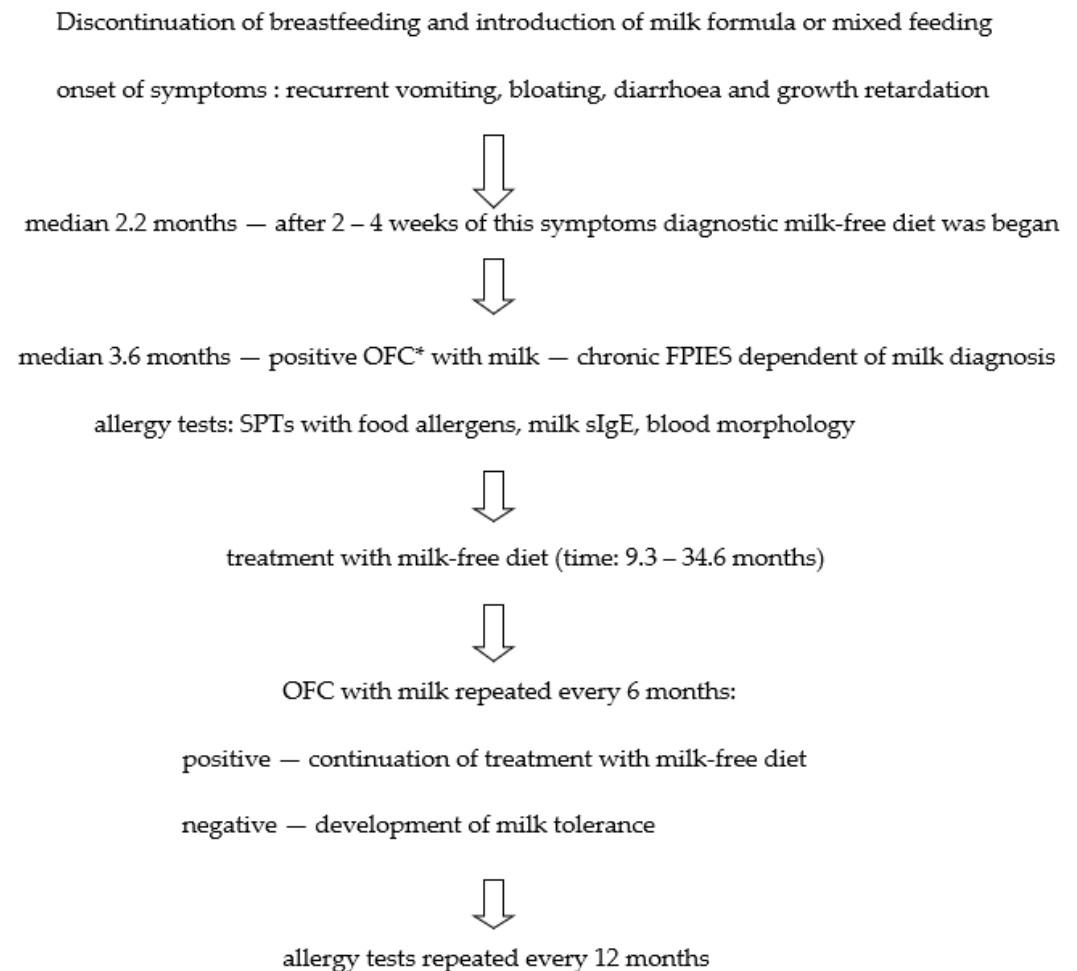 Discontinuation of breastfeeding and introduction of milk formula or mixed feeding
onset of symptoms : recurrent vomiting, bloating, diarrhoea and growth retardation
median 2.2 months — after 2 – 4 weeks of this symptoms diagnostic milk-free diet was began
median 3.6 months — positive OFC* with milk — chronic FPIES dependent of milk diagnosis
allergy tests: SPTs with food allergens, milk sIgE, blood morphology
treatment with milk-free diet (time: 9.3 – 34.6 months)
OFC with milk repeated every 6 months:
positive — continuation of treatment with milk-free diet
negative — development of milk tolerance
allergy tests repeated every 12 months